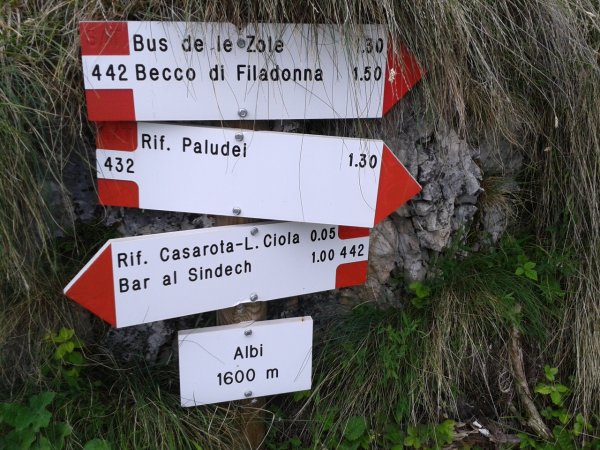 Bus de le Zole 1.30
442 Becco di Filadonna 1.50
Rif. Paludei 1.30
432
Rif. Casarota-L. Ciola 0.05
Bar al Sindech 1.00 442
Albi
1600 m